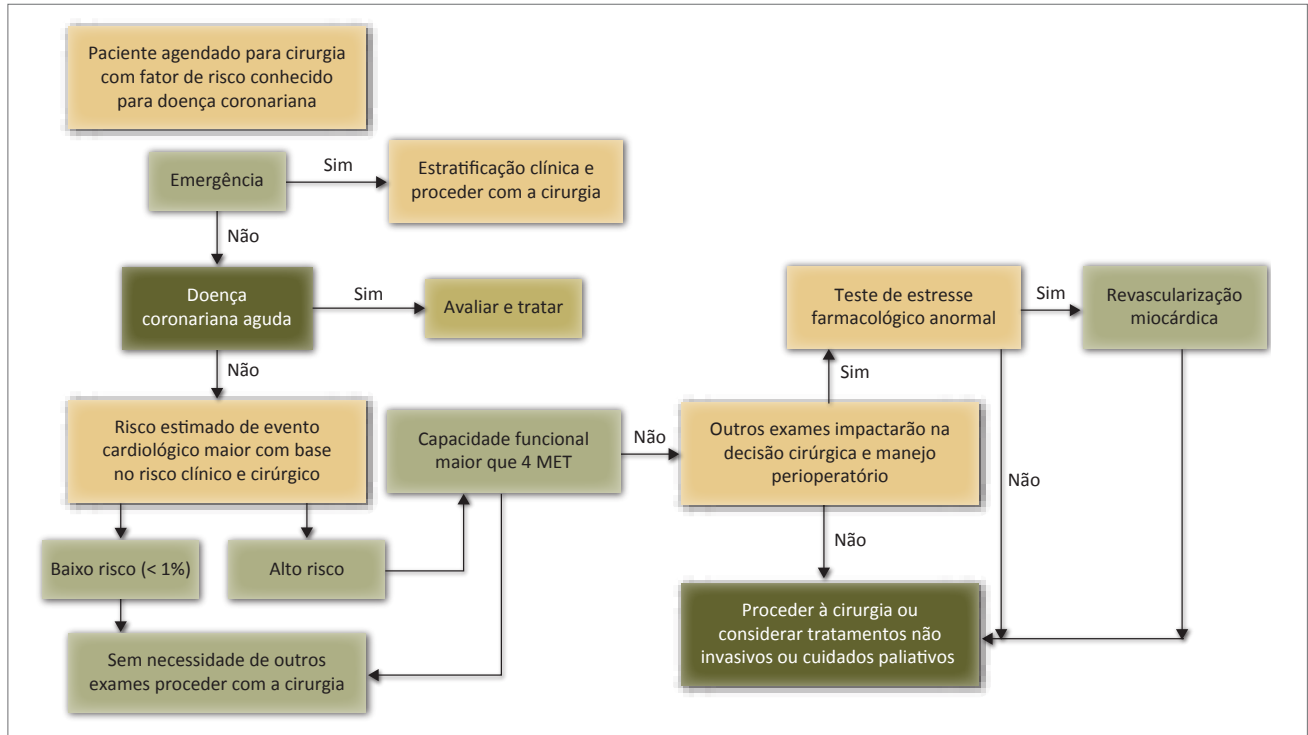 Paciente agendado para cirurgia
com fator de risco conhecido
para doença coronariana
Emergência
Sim
Estratificação clínica e
proceder com a cirurgia
Não
Doença
coronariana aguda
Sim
Avaliar e tratar
Não
Risco estimado de evento
cardiológico maior com base
no risco clínico e cirúrgico
Baixo risco (< 1%)
Alto risco
Sem necessidade de outros
exames proceder com a cirurgia
Capacidade funcional
maior que 4 MET
Não
Outros exames impactarão na
decisão cirúrgica e manejo
perioperatório
Sim
Teste de estresse
farmacológico anormal
Sim
Revascularização
miocárdica
Não
Não
Proceder à cirurgia ou
considerar tratamentos não
invasivos ou cuidados paliativos